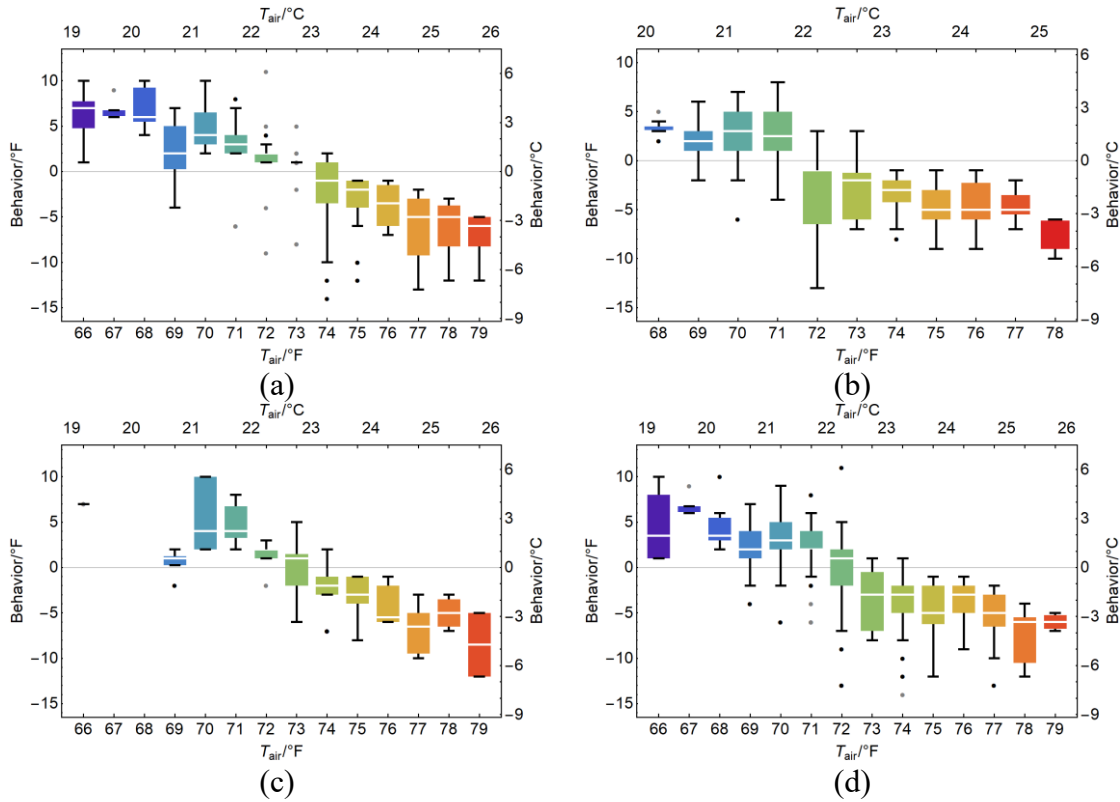 T_air/°C T_air/°C
19 20 21 22 23 24 25 26 20 21 22 23 24 25
Behavior/°F 10 5 0 −5 −10 −15 6 3 0 −3 −6 −9 Behavior/°C Behavior/°F 10 5 0 −5 −10 −15 6 3 0 −3 −6 −9 Behavior/°C
66 67 68 69 70 71 72 73 74 75 76 77 78 79 68 69 70 71 72 73 74 75 76 77 78
T_air/°F T_air/°F
(a) (b)
T_air/°C T_air/°C
19 20 21 22 23 24 25 26 19 20 21 22 23 24 25 26
Behavior/°F 10 5 0 −5 −10 −15 6 3 0 −3 −6 −9 Behavior/°C Behavior/°F 10 5 0 −5 −10 −15 6 3 0 −3 −6 −9 Behavior/°C
66 67 68 69 70 71 72 73 74 75 76 77 78 79 66 67 68 69 70 71 72 73 74 75 76 77 78 79
T_air/°F T_air/°F
(c) (d)